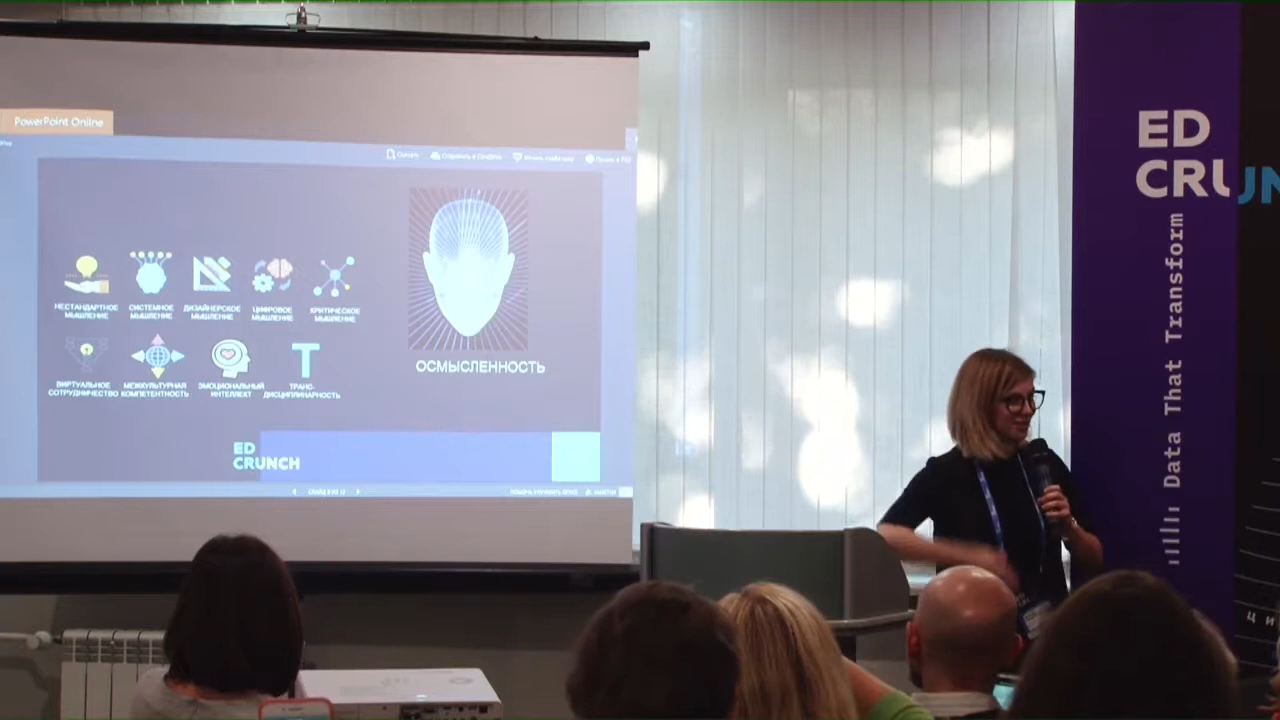 PowerPoint Online
НЕСТАНДАРТНОЕ
МЫШЛЕНИЕ
СИСТЕМНОЕ
МЫШЛЕНИЕ
ДИЗАЙНЕРСКОЕ
МЫШЛЕНИЕ
ЦИФРОВОЕ
МЫШЛЕНИЕ
КРИТИЧЕСКОЕ
МЫШЛЕНИЕ
ВИРТУАЛЬНОЕ
СОТРУДНИЧЕСТВО
МЕЖКУЛЬТУРНАЯ
КОМПЕТЕНТНОСТЬ
ЭМОЦИОНАЛЬНЫЙ
ИНТЕЛЛЕКТ
T
ТРАНС-
ДИСЦИПЛИНАРНОСТЬ
ОСМЫСЛЕННОСТЬ
ED
CRUNCH
ED
CRUN
Data That Transform